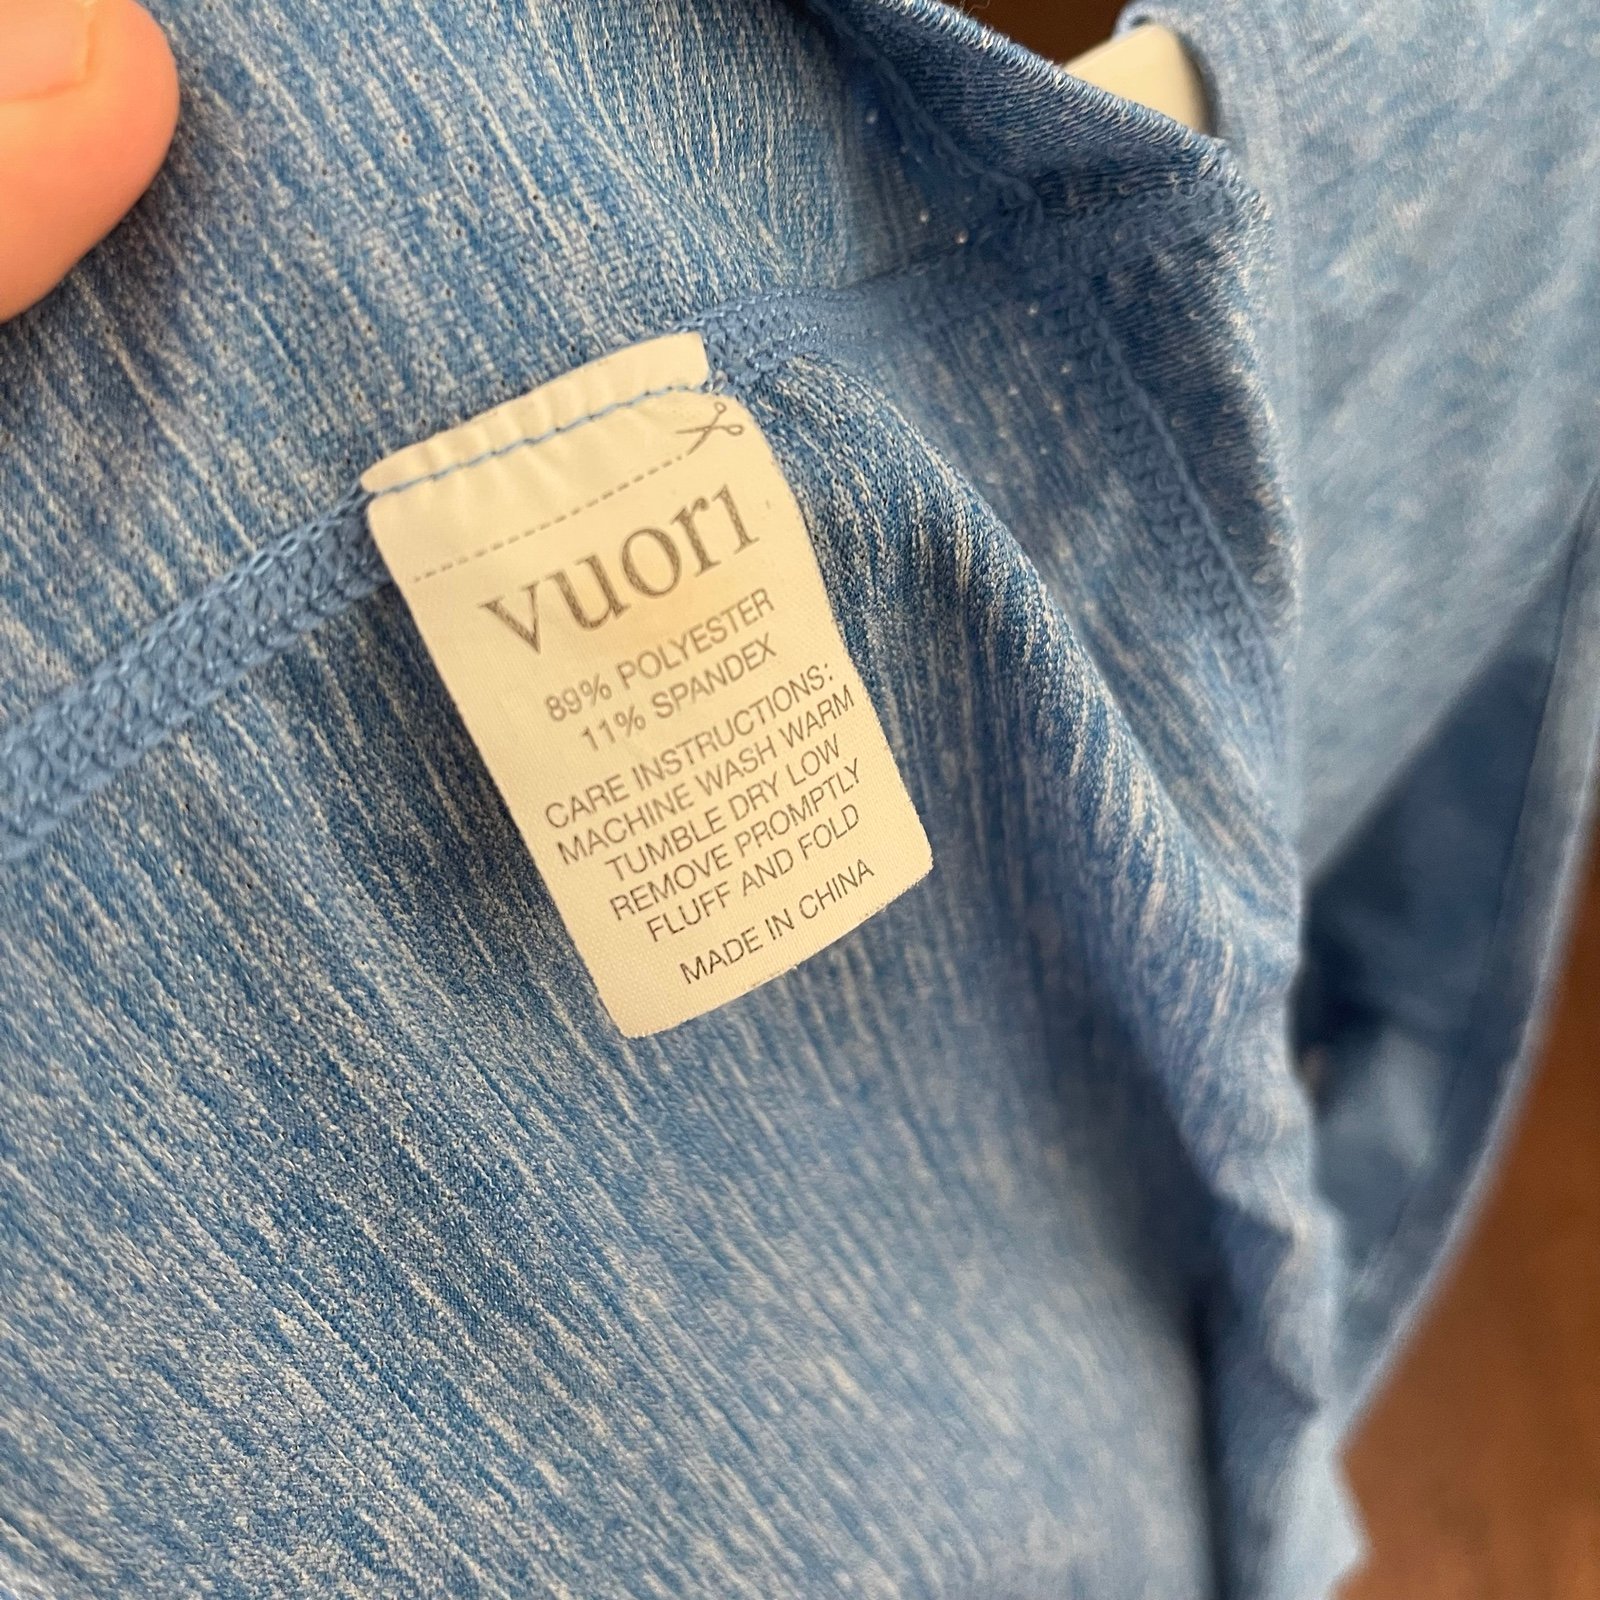 vuori
89% POLYESTER
11% SPANDEX
CARE INSTRUCTIONS:
MACHINE WASH WARM
TUMBLE DRY LOW
REMOVE PROMPTLY
FLUFF AND FOLD
MADE IN CHINA